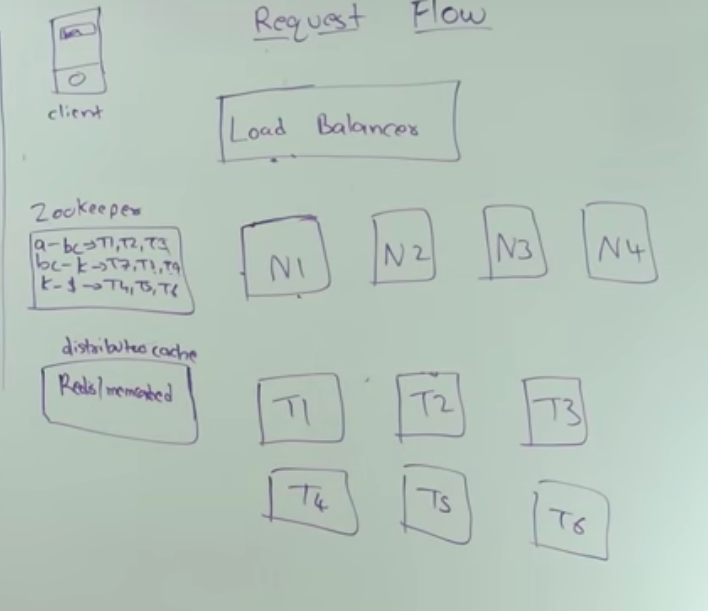 Request Flow
client
Load Balancer
Zookeeper
a-bc→T1,T2,T3
bc-k→T7,T1,T9
k-$→T4,T5,T6
N1
N2
N3
N4
distributed cache
Redis/memcached
T1
T2
T3
T4
T5
T6